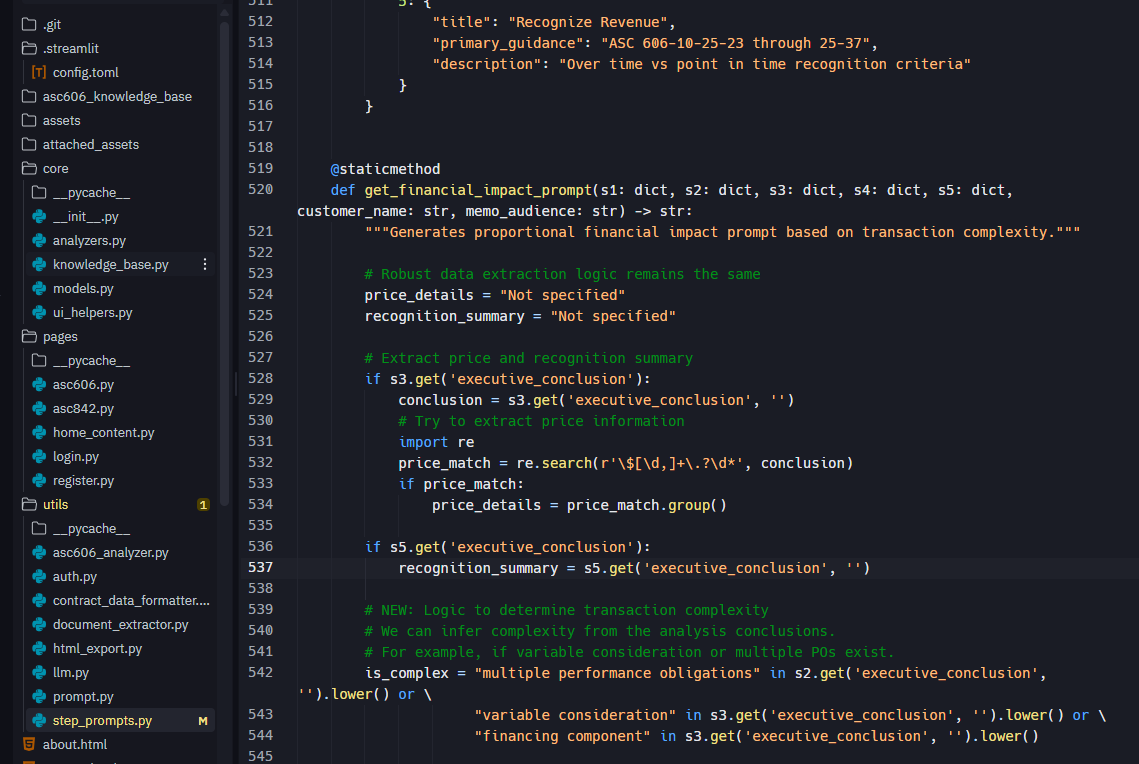 .git
.streamlit
config.toml
asc606_knowledge_base
assets
attached_assets
core
__pycache__
__init__.py
analyzers.py
knowledge_base.py
models.py
ui_helpers.py
pages
__pycache__
asc606.py
asc842.py
home_content.py
login.py
register.py
utils 1
__pycache__
asc606_analyzer.py
auth.py
contract_data_formatter....
document_extractor.py
html_export.py
llm.py
prompt.py
step_prompts.py M
about.html
511 5: {
512 "title": "Recognize Revenue",
513 "primary_guidance": "ASC 606-10-25-23 through 25-37",
514 "description": "Over time vs point in time recognition criteria"
515 }
516 }
517
518
519 @staticmethod
520 def get_financial_impact_prompt(s1: dict, s2: dict, s3: dict, s4: dict, s5: dict,
customer_name: str, memo_audience: str) -> str:
521 """Generates proportional financial impact prompt based on transaction complexity."""
522
523 # Robust data extraction logic remains the same
524 price_details = "Not specified"
525 recognition_summary = "Not specified"
526
527 # Extract price and recognition summary
528 if s3.get('executive_conclusion'):
529 conclusion = s3.get('executive_conclusion', '')
530 # Try to extract price information
531 import re
532 price_match = re.search(r'\$[\d,]+\.?\d*', conclusion)
533 if price_match:
534 price_details = price_match.group()
535
536 if s5.get('executive_conclusion'):
537 recognition_summary = s5.get('executive_conclusion', '')
538
539 # NEW: Logic to determine transaction complexity
540 # We can infer complexity from the analysis conclusions.
541 # For example, if variable consideration or multiple POs exist.
542 is_complex = "multiple performance obligations" in s2.get('executive_conclusion',
'').lower() or \
543 "variable consideration" in s3.get('executive_conclusion', '').lower() or \
544 "financing component" in s3.get('executive_conclusion', '').lower()
545